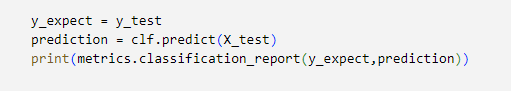 y_expect = y_test
prediction = clf.predict(X_test)
print(metrics.classification_report(y_expect,prediction))